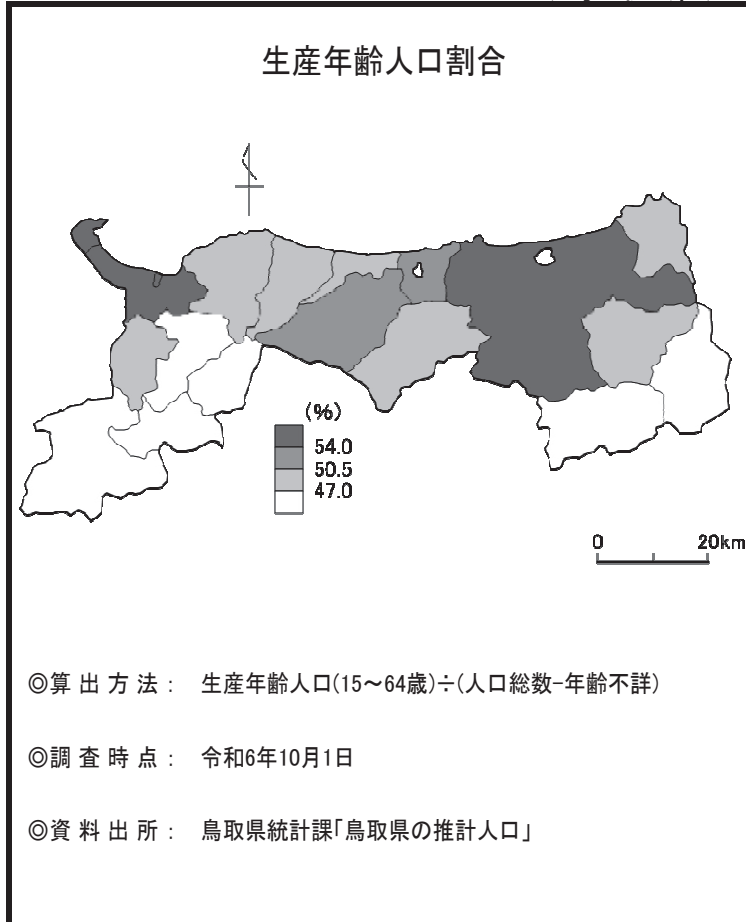 生産年齢人口割合
(%)
54.0
50.5
47.0
0 20km
◎算出方法： 生産年齢人口(15～64歳)÷(人口総数-年齢不詳)
◎調査時点： 令和6年10月1日
◎資料出所： 鳥取県統計課「鳥取県の推計人口」